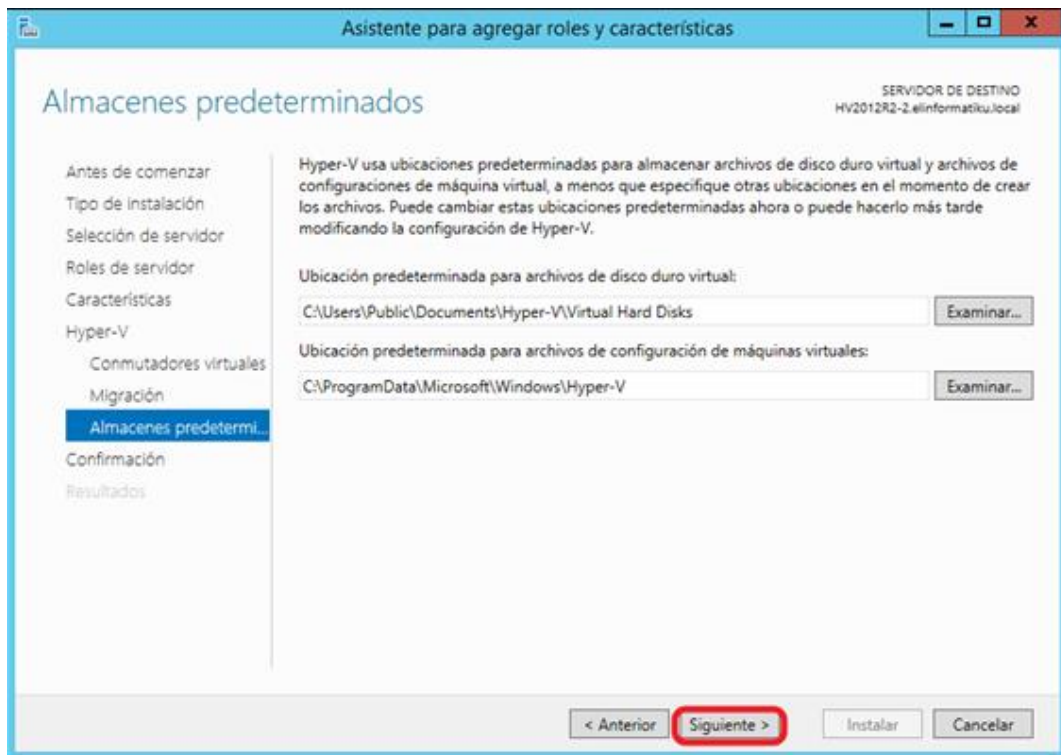 Asistente para agregar roles y características
Almacenes predeterminados
SERVIDOR DE DESTINO
HV2012R2-2.elinformatiku.local
Antes de comenzar
Tipo de instalación
Selección de servidor
Roles de servidor
Características
Hyper-V
Conmutadores virtuales
Migración
Almacenes predetermi...
Confirmación
Resultados
Hyper-V usa ubicaciones predeterminadas para almacenar archivos de disco duro virtual y archivos de
configuraciones de máquina virtual, a menos que especifique otras ubicaciones en el momento de crear
los archivos. Puede cambiar estas ubicaciones predeterminadas ahora o puede hacerlo más tarde
modificando la configuración de Hyper-V.
Ubicación predeterminada para archivos de disco duro virtual:
C:\Users\Public\Documents\Hyper-V\Virtual Hard Disks
Examinar...
Ubicación predeterminada para archivos de configuración de máquinas virtuales:
C:\ProgramData\Microsoft\Windows\Hyper-V
Examinar...
< Anterior
Siguiente >
Instalar
Cancelar